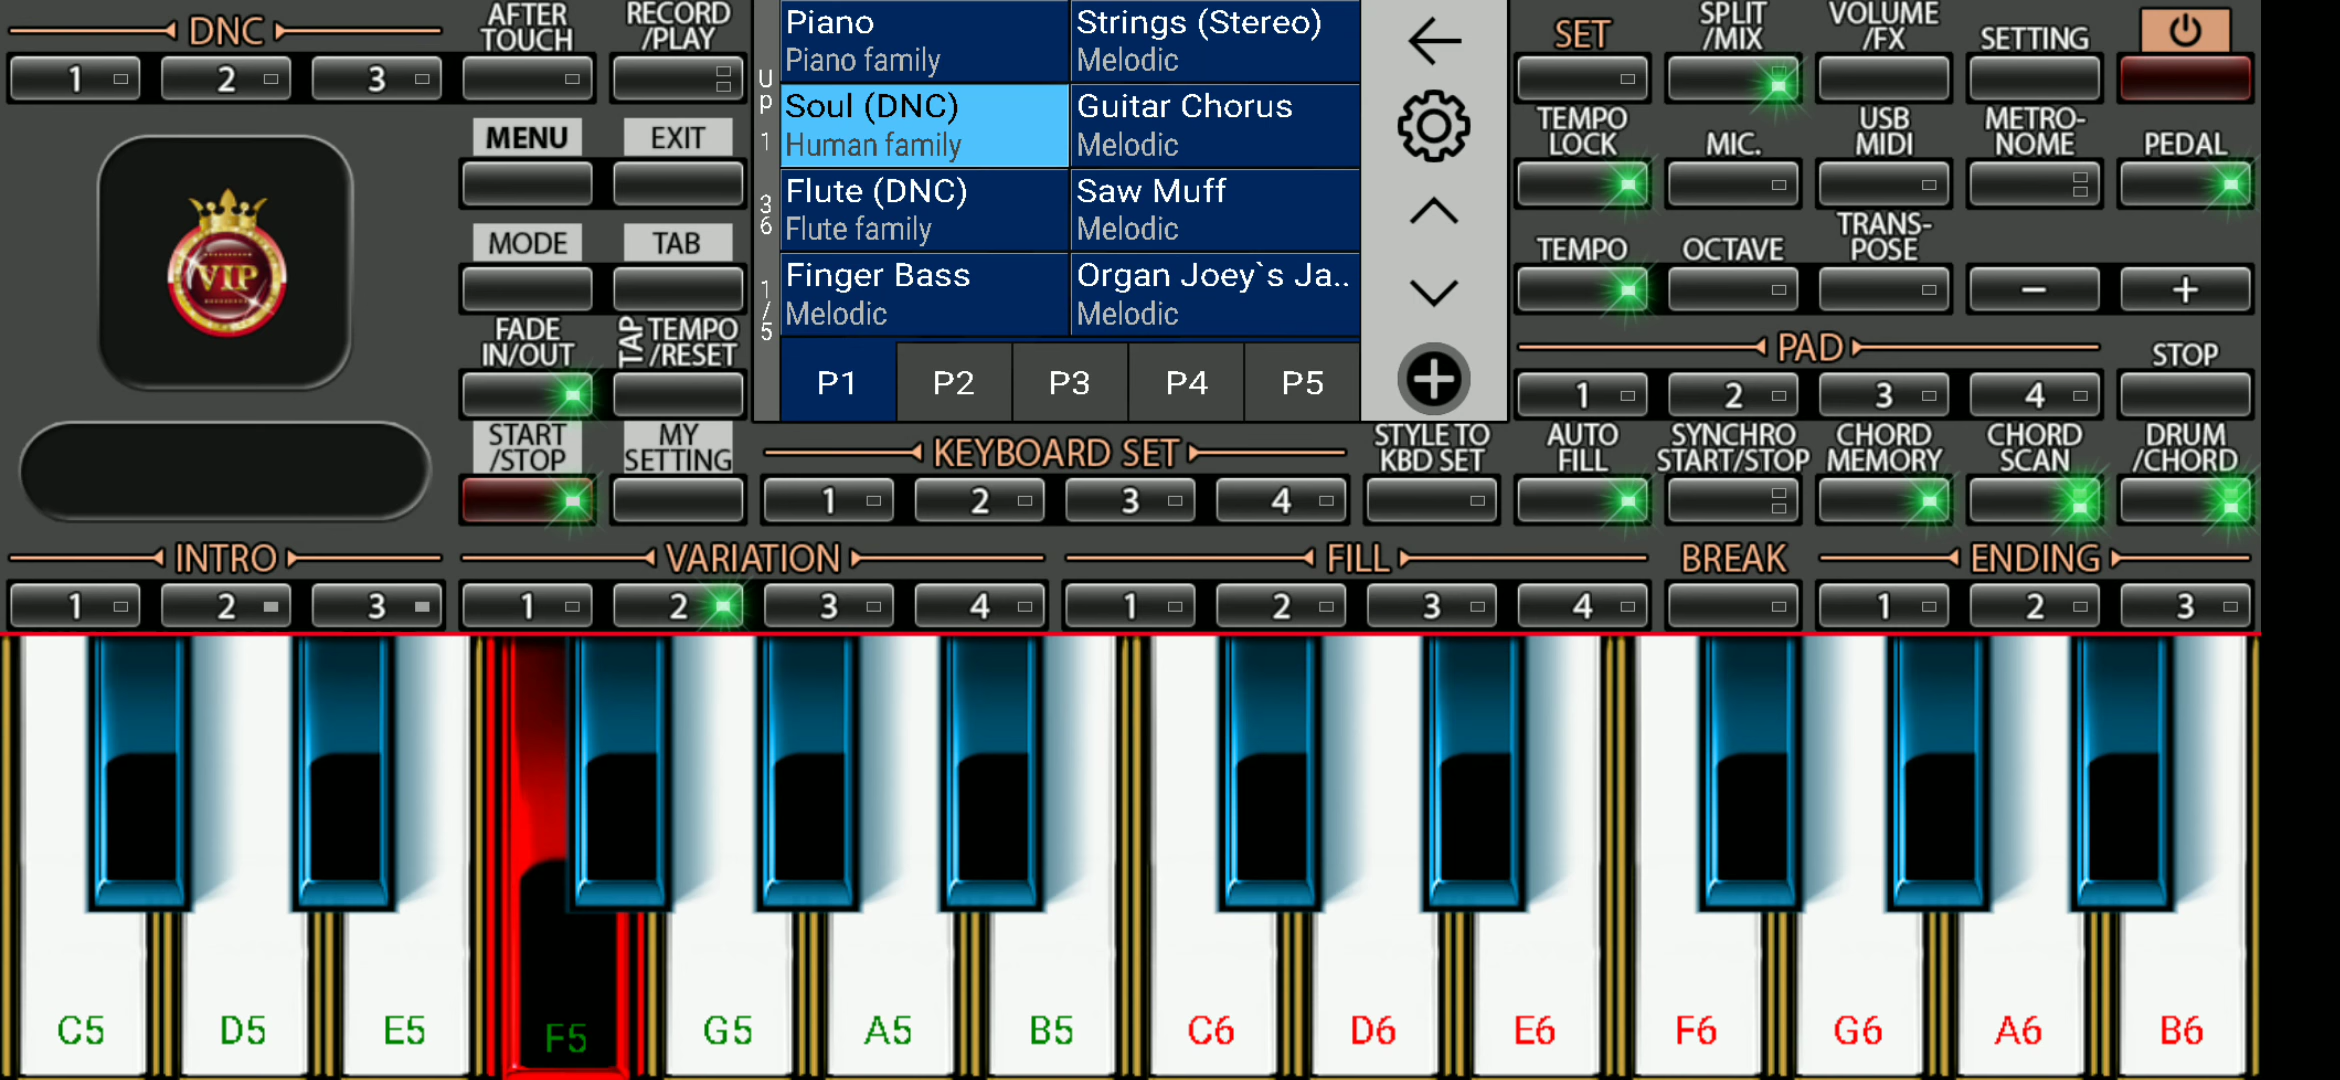 DNC
AFTER
TOUCH
RECORD
/PLAY
1
2
3
MENU
EXIT
MODE
TAB
FADE
IN/OUT
TAP
TEMPO
/RESET
START
/STOP
MY
SETTING
VIP
Up
1
36
1/5
Piano
Piano family
Strings (Stereo)
Melodic
Soul (DNC)
Human family
Guitar Chorus
Melodic
Flute (DNC)
Flute family
Saw Muff
Melodic
Finger Bass
Melodic
Organ Joey`s Ja..
Melodic
P1
P2
P3
P4
P5
SET
SPLIT
/MIX
VOLUME
/FX
SETTING
TEMPO
LOCK
MIC.
USB
MIDI
METRO-
NOME
PEDAL
TEMPO
OCTAVE
TRANS-
POSE
−
+
PAD
STOP
1
2
3
4
KEYBOARD SET
1
2
3
4
STYLE TO
KBD SET
AUTO
FILL
SYNCHRO
START/STOP
CHORD
MEMORY
CHORD
SCAN
DRUM
/CHORD
INTRO
1
2
3
VARIATION
1
2
3
4
FILL
1
2
3
4
BREAK
ENDING
1
2
3
C5
D5
E5
F5
G5
A5
B5
C6
D6
E6
F6
G6
A6
B6